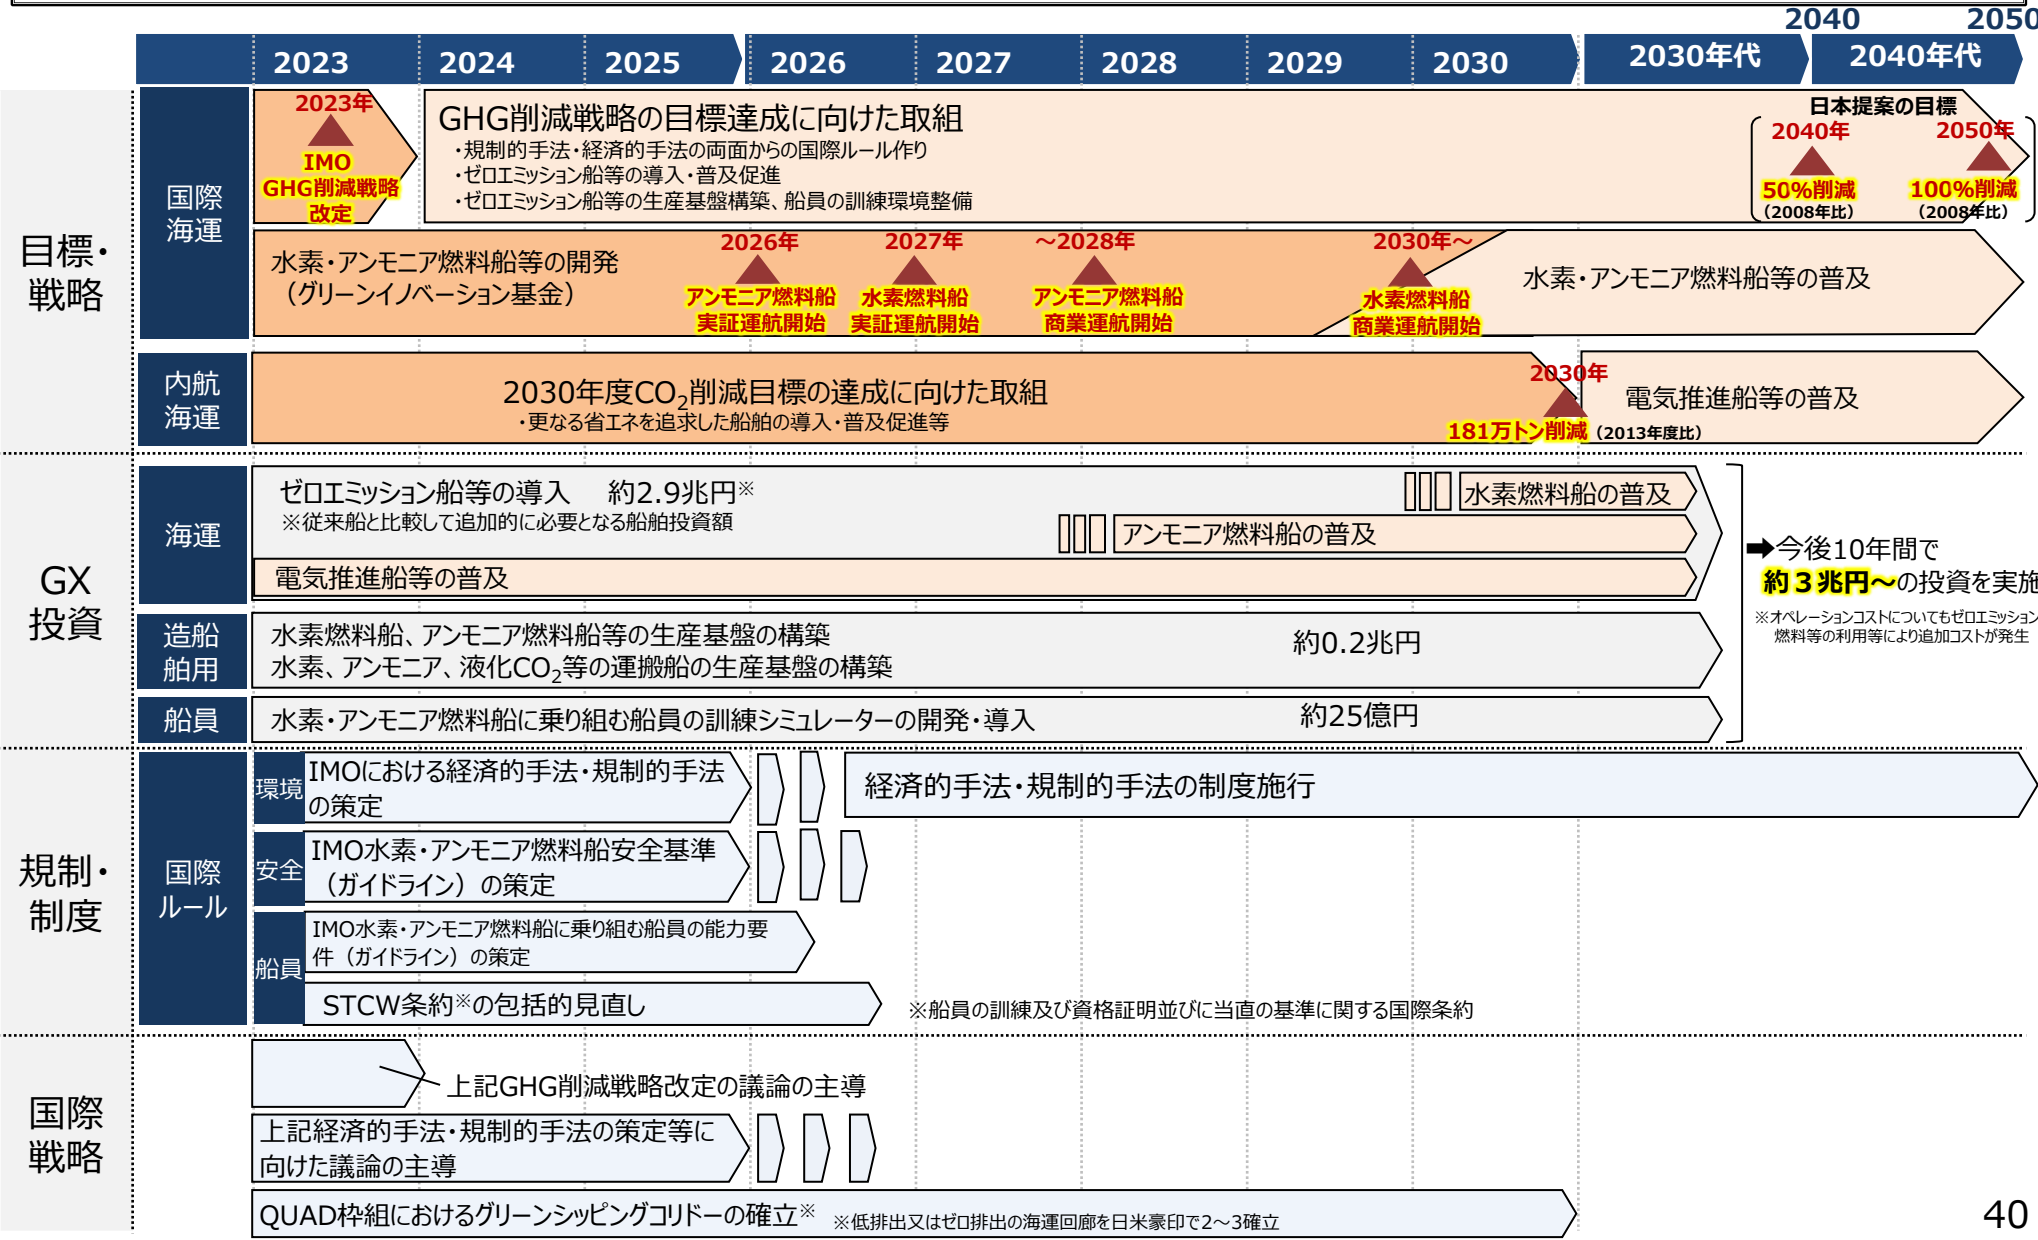 2040 2050
2023 2024 2025 2026 2027 2028 2029 2030 2030年代 2040年代
目標・
戦略
国際
海運
2023年
IMO
GHG削減戦略
改定
GHG削減戦略の目標達成に向けた取組
・規制的手法・経済的手法の両面からの国際ルール作り
・ゼロエミッション船等の導入・普及促進
・ゼロエミッション船等の生産基盤構築、船員の訓練環境整備
日本提案の目標
2040年 2050年
50%削減 100%削減
（2008年比） （2008年比）
水素・アンモニア燃料船等の開発
（グリーンイノベーション基金）
2026年
アンモニア燃料船
実証運航開始
2027年
水素燃料船
実証運航開始
～2028年
アンモニア燃料船
商業運航開始
2030年～
水素燃料船
商業運航開始
水素・アンモニア燃料船等の普及
内航
海運
2030年度CO2削減目標の達成に向けた取組
・更なる省エネを追求した船舶の導入・普及促進等
2030年
181万トン削減（2013年度比）
電気推進船等の普及
GX
投資
海運
ゼロエミッション船等の導入 約2.9兆円※
※従来船と比較して追加的に必要となる船舶投資額
水素燃料船の普及
アンモニア燃料船の普及
電気推進船等の普及
造船
舶用
水素燃料船、アンモニア燃料船等の生産基盤の構築
水素、アンモニア、液化CO2等の運搬船の生産基盤の構築
約0.2兆円
船員
水素・アンモニア燃料船に乗り組む船員の訓練シミュレーターの開発・導入
約25億円
➡今後10年間で
約３兆円～の投資を実施
※オペレーションコストについてもゼロエミッション
燃料等の利用等により追加コストが発生
規制・
制度
国際
ルール
環境
IMOにおける経済的手法・規制的手法
の策定
経済的手法・規制的手法の制度施行
安全
IMO水素・アンモニア燃料船安全基準
（ガイドライン）の策定
船員
IMO水素・アンモニア燃料船に乗り組む船員の能力要
件（ガイドライン）の策定
STCW条約※の包括的見直し
※船員の訓練及び資格証明並びに当直の基準に関する国際条約
国際
戦略
上記GHG削減戦略改定の議論の主導
上記経済的手法・規制的手法の策定等に
向けた議論の主導
QUAD枠組におけるグリーンシッピングコリドーの確立※ ※低排出又はゼロ排出の海運回廊を日米豪印で2～3確立
40